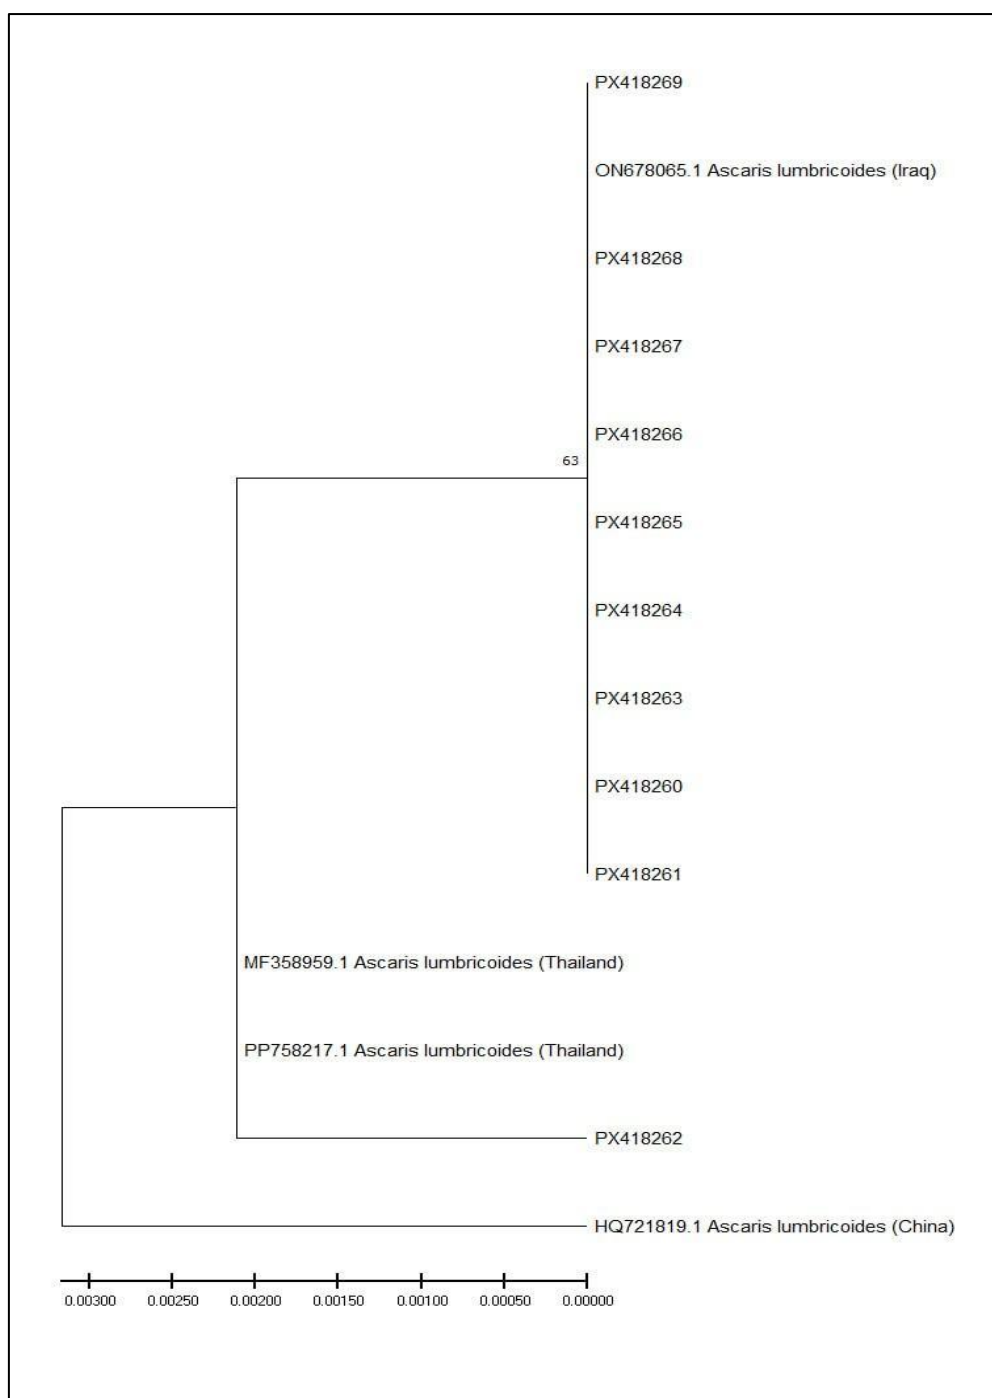 PX418269
ON678065.1 Ascaris lumbricoides (Iraq)
PX418268
PX418267
PX418266
63
PX418265
PX418264
PX418263
PX418260
PX418261
MF358959.1 Ascaris lumbricoides (Thailand)
PP758217.1 Ascaris lumbricoides (Thailand)
PX418262
HQ721819.1 Ascaris lumbricoides (China)
0.00300 0.00250 0.00200 0.00150 0.00100 0.00050 0.00000